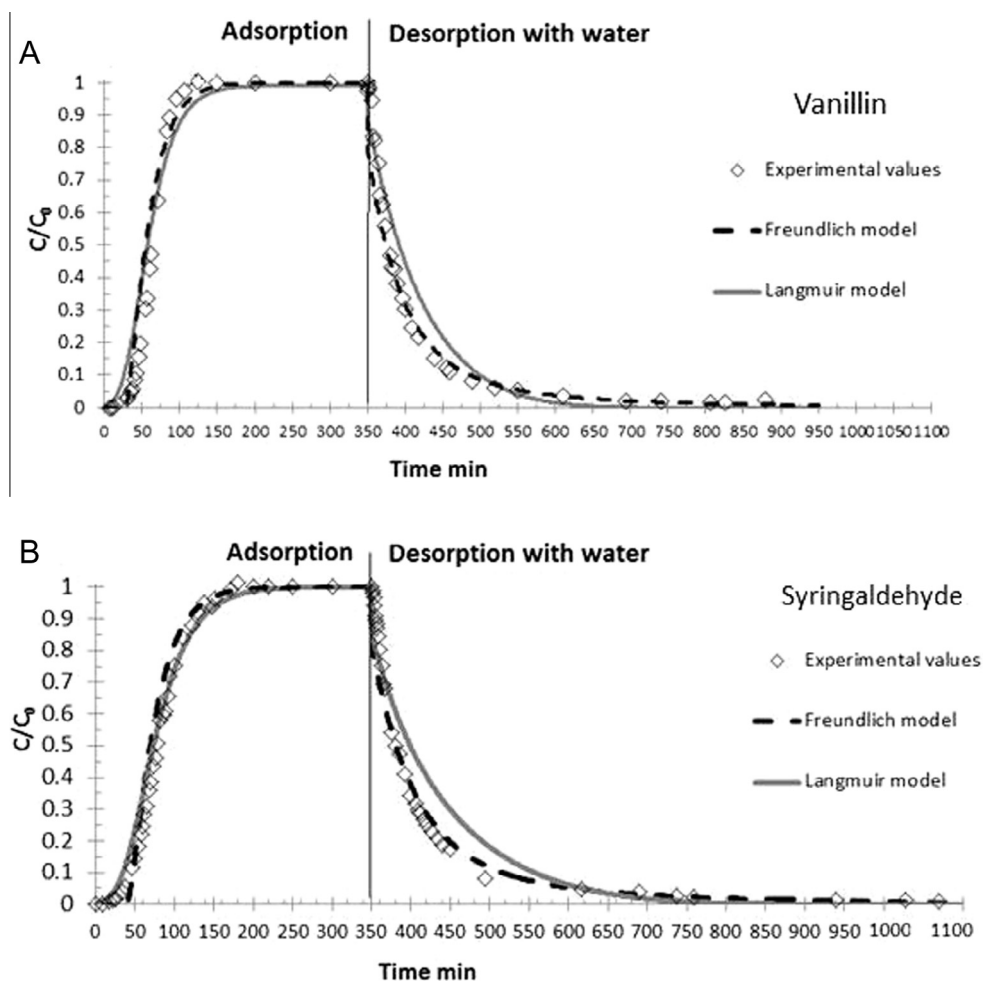 A
Adsorption
Desorption with water
Vanillin
Experimental values
Freundlich model
Langmuir model
C/C₀
1
0.9
0.8
0.7
0.6
0.5
0.4
0.3
0.2
0.1
0
0 50 100 150 200 250 300 350 400 450 500 550 600 650 700 750 800 850 900 950 1000 1050 1100
Time min
B
Adsorption
Desorption with water
Syringaldehyde
Experimental values
Freundlich model
Langmuir model
C/C₀
1
0.9
0.8
0.7
0.6
0.5
0.4
0.3
0.2
0.1
0
0 50 100 150 200 250 300 350 400 450 500 550 600 650 700 750 800 850 900 950 1000 1100
Time min